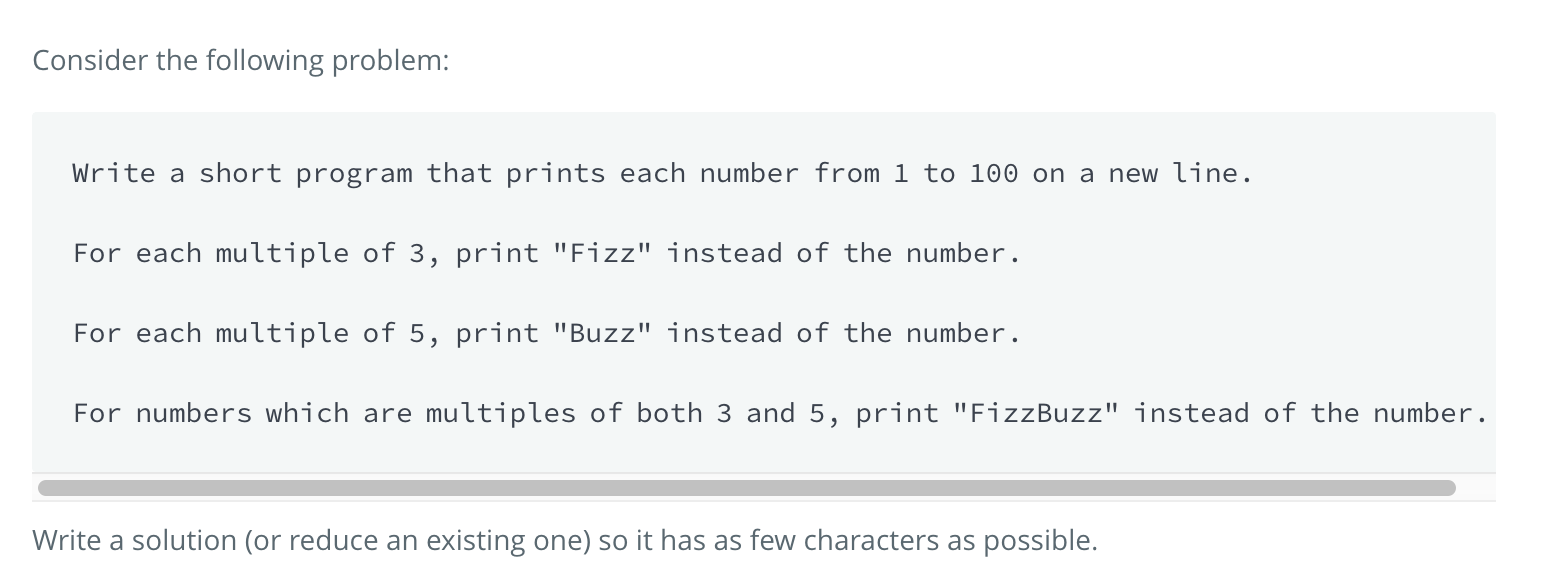 Consider the following problem:
Write a short program that prints each number from 1 to 100 on a new line.
For each multiple of 3, print "Fizz" instead of the number.
For each multiple of 5, print "Buzz" instead of the number.
For numbers which are multiples of both 3 and 5, print "FizzBuzz" instead of the number.
Write a solution (or reduce an existing one) so it has as few characters as possible.